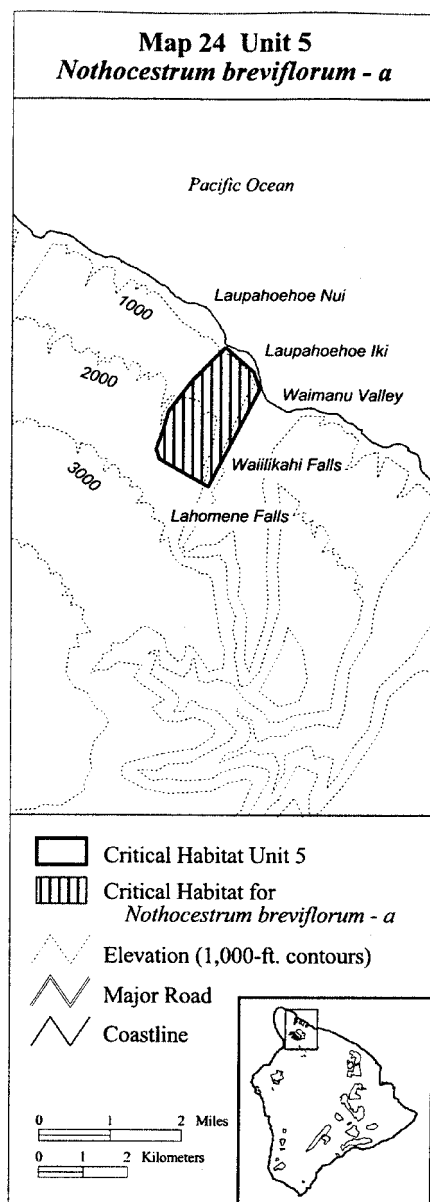 Map 24 Unit 5
Nothocestrum breviflorum - a
Pacific Ocean
Laupahoehoe Nui
1000
Laupahoehoe Iki
2000
Waimanu Valley
3000
Waiilikahi Falls
Lahomene Falls
Critical Habitat Unit 5
Critical Habitat for
Nothocestrum breviflorum - a
Elevation (1,000-ft. contours)
Major Road
Coastline
0 1 2 Miles
0 1 2 Kilometers